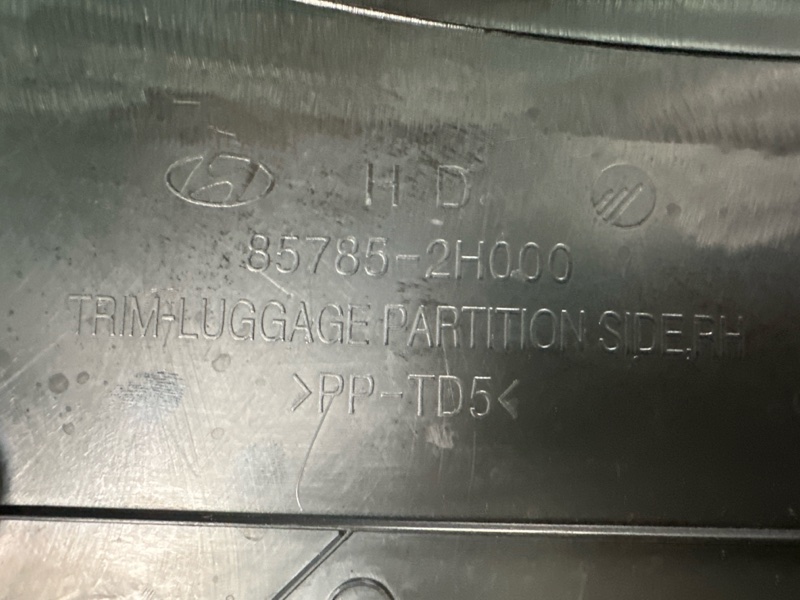 H D
85785-2H000
TRIM-LUGGAGE PARTITION SIDE,RH
>PP-TD5<